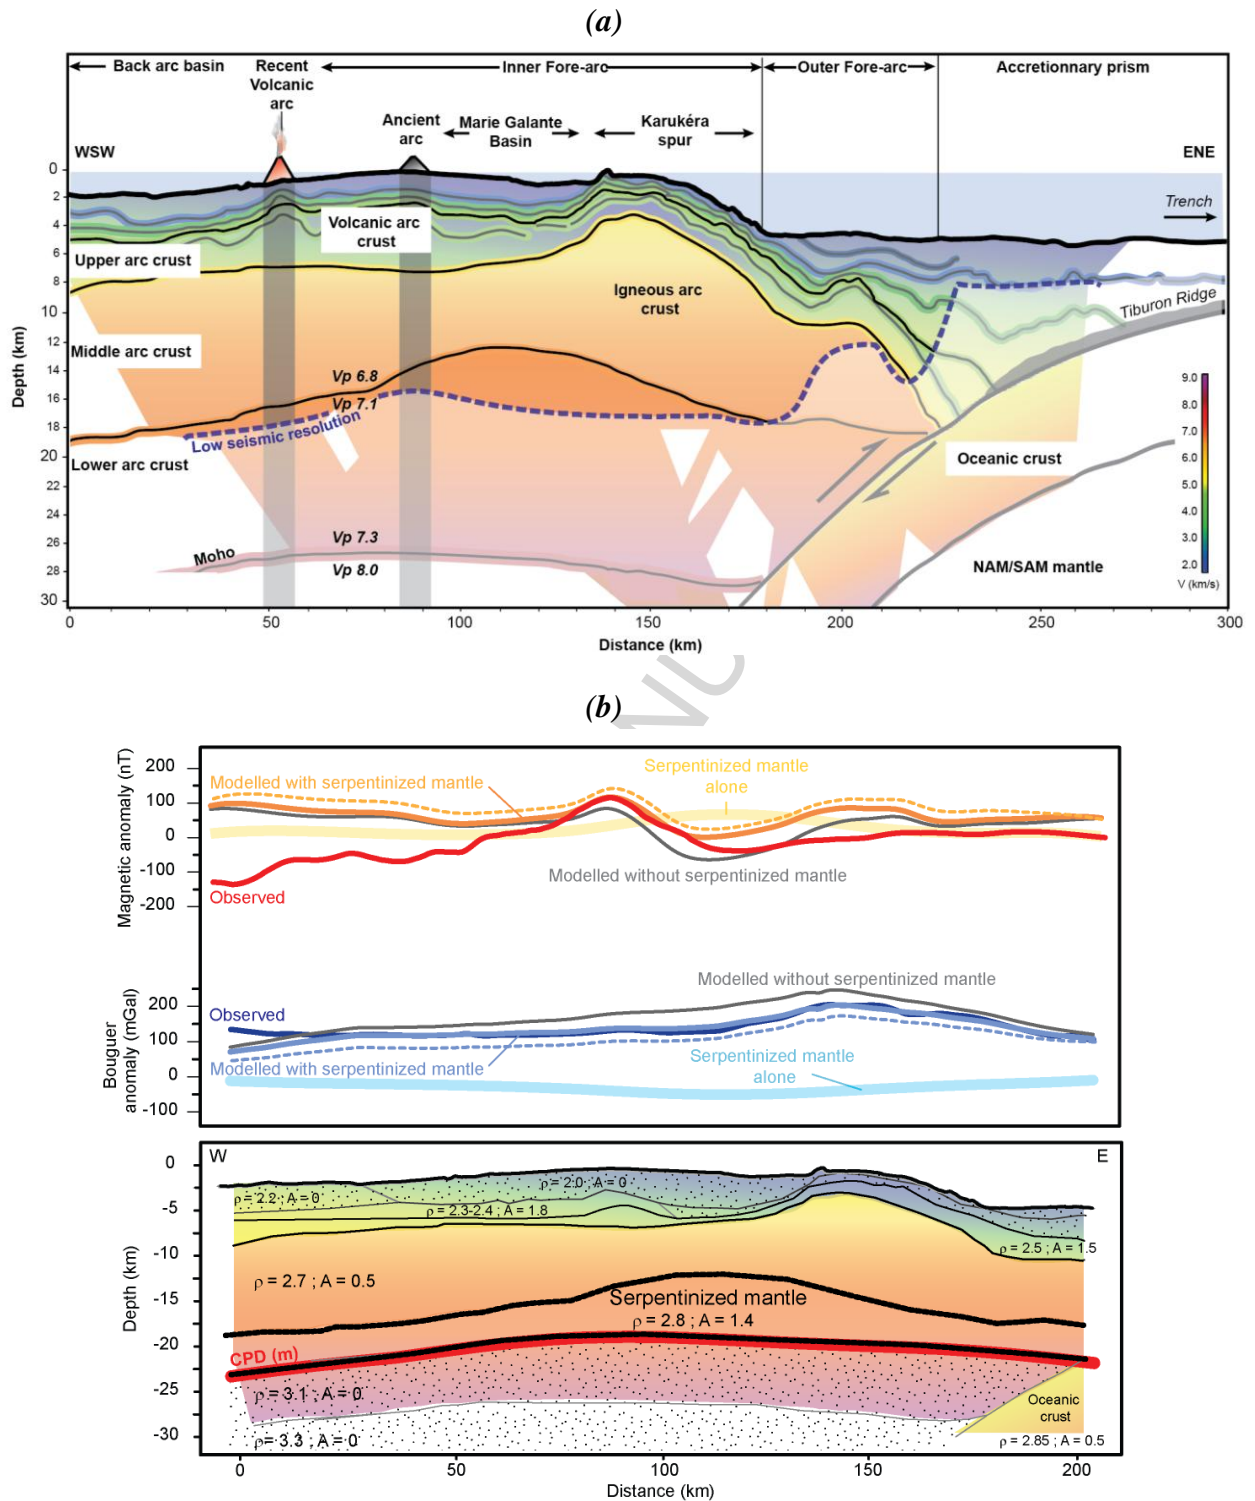 (a)
Back arc basin
Recent
Volcanic
arc
Inner Fore-arc
Outer Fore-arc
Accretionnary prism
Ancient
arc
Marie Galante
Basin
Karukéra
spur
WSW
ENE
Trench
Volcanic arc
crust
Upper arc crust
Igneous arc
crust
Tiburon Ridge
Middle arc crust
Vp 6.8
Vp 7.1
Low seismic resolution
Lower arc crust
Oceanic crust
Moho
Vp 7.3
Vp 8.0
NAM/SAM mantle
0
2
4
6
8
10
12
14
16
18
20
22
24
26
28
30
Depth (km)
9.0
8.0
7.0
6.0
5.0
4.0
3.0
2.0
V (km/s)
0
50
100
150
200
250
300
Distance (km)
(b)
Magnetic anomaly (nT)
200
100
0
-100
-200
Modelled with serpentinized mantle
Serpentinized mantle
alone
Modelled without serpentinized mantle
Observed
Bouguer
anomaly (mGal)
200
100
0
-100
Modelled without serpentinized mantle
Observed
Modelled with serpentinized mantle
Serpentinized mantle
alone
W
E
Depth (km)
0
-5
-10
-15
-20
-25
-30
ρ = 2.2 ; A = 0
ρ = 2.0 ; A = 0
ρ = 2.3-2.4 ; A = 1.8
ρ = 2.5 ; A = 1.5
ρ = 2.7 ; A = 0.5
Serpentinized mantle
ρ = 2.8 ; A = 1.4
CPD (m)
ρ = 3.1 ; A = 0
Oceanic
crust
ρ = 3.3 ; A = 0
ρ = 2.85 ; A = 0.5
0
50
100
150
200
Distance (km)